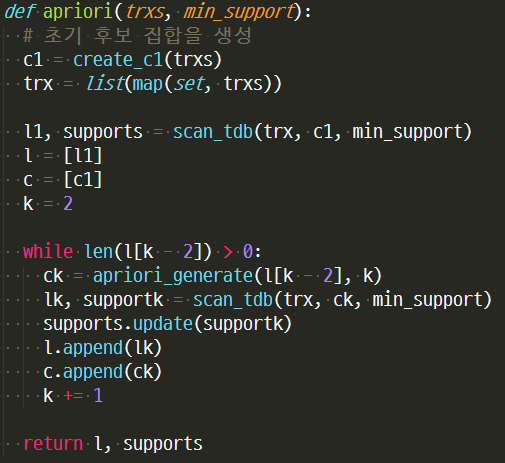 def apriori(trxs, min_support):
  # 초기 후보 집합을 생성
  c1 = create_c1(trxs)
  trx = list(map(set, trxs))

  l1, supports = scan_tdb(trx, c1, min_support)
  l = [l1]
  c = [c1]
  k = 2

  while len(l[k - 2]) > 0:
    ck = apriori_generate(l[k - 2], k)
    lk, supportk = scan_tdb(trx, ck, min_support)
    supports.update(supportk)
    l.append(lk)
    c.append(ck)
    k += 1

  return l, supports